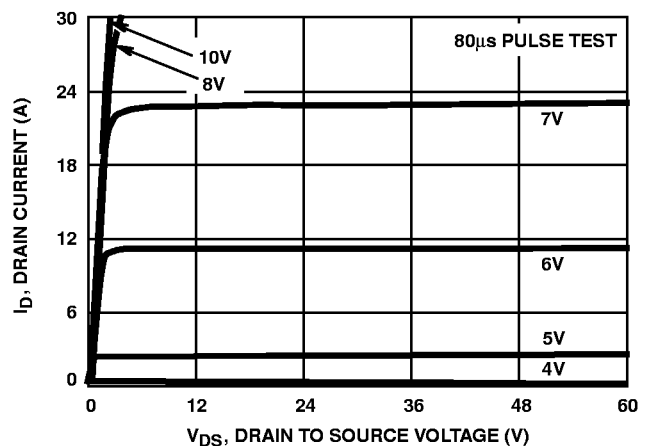 30
24
18
12
6
0
I_D, DRAIN CURRENT (A)
80μs PULSE TEST
10V
8V
7V
6V
5V
4V
0 12 24 36 48 60
V_DS, DRAIN TO SOURCE VOLTAGE (V)